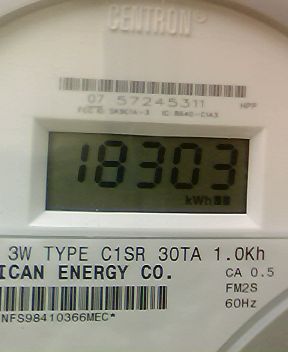 CENTRON®
07 57245311
HPP
18303
kWh
3W TYPE C1SR 30TA 1.0Kh
ICAN ENERGY CO.
CA 0.5
FM2S
60Hz
NFS98410366MEC*